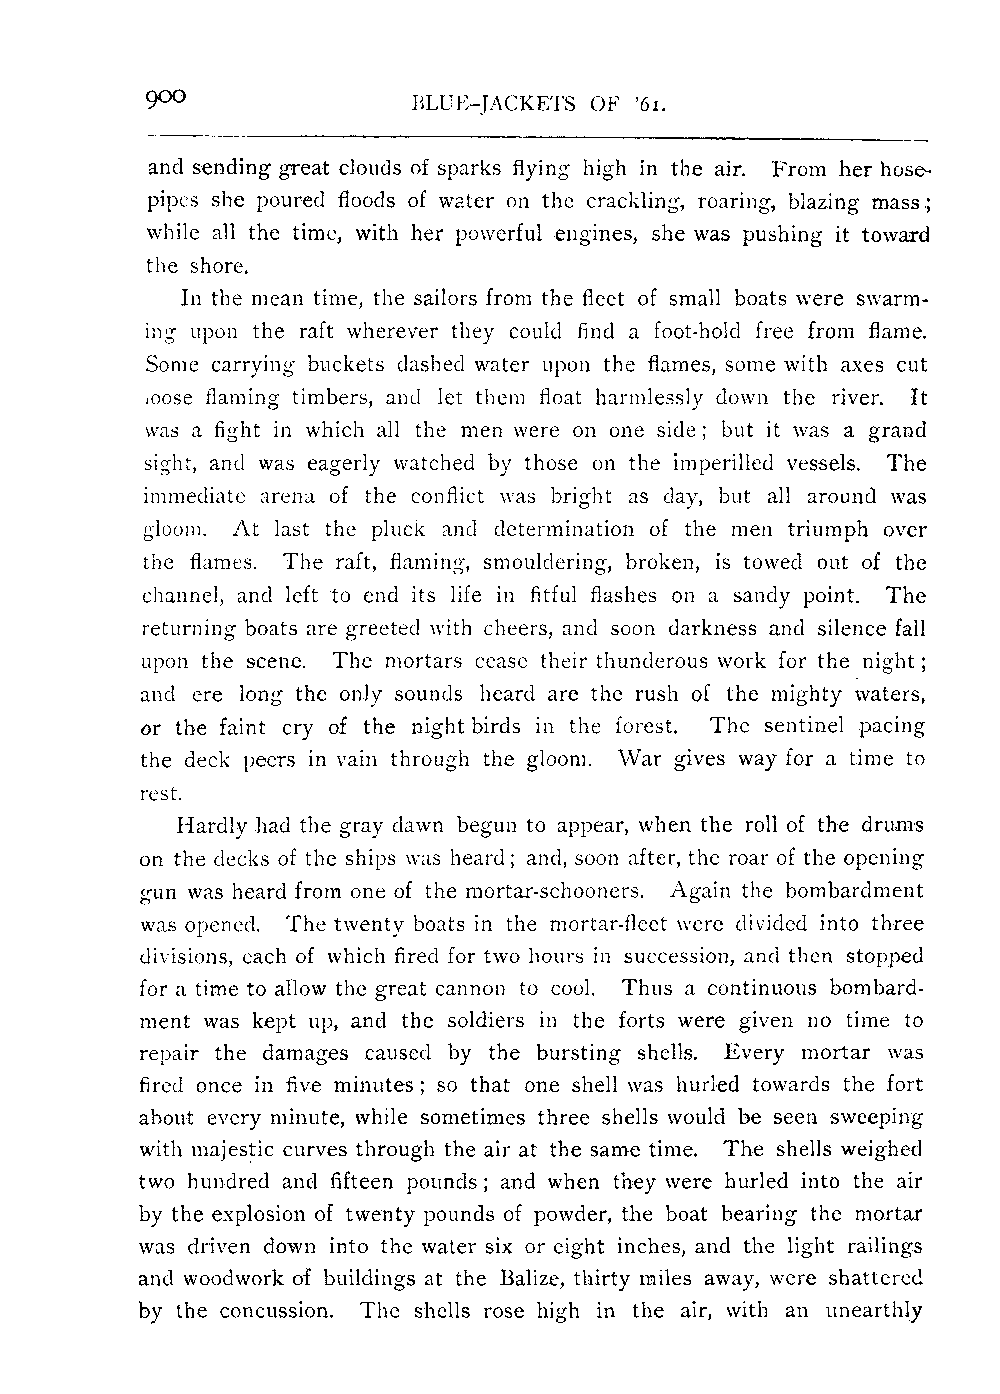 900 BLUE-JACKETS OF '61.
and sending great clouds of sparks flying high in the air. From her hose-
pipes she poured floods of water on the crackling, roaring, blazing mass;
while all the time, with her powerful engines, she was pushing it toward
the shore.
In the mean time, the sailors from the fleet of small boats were swarm-
ing upon the raft wherever they could find a foot-hold free from flame.
Some carrying buckets dashed water upon the flames, some with axes cut
loose flaming timbers, and let them float harmlessly down the river. It
was a fight in which all the men were on one side; but it was a grand
sight, and was eagerly watched by those on the imperilled vessels. The
immediate arena of the conflict was bright as day, but all around was
gloom. At last the pluck and determination of the men triumph over
the flames. The raft, flaming, smouldering, broken, is towed out of the
channel, and left to end its life in fitful flashes on a sandy point. The
returning boats are greeted with cheers, and soon darkness and silence fall
upon the scene. The mortars cease their thunderous work for the night;
and ere long the only sounds heard are the rush of the mighty waters,
or the faint cry of the night birds in the forest. The sentinel pacing
the deck peers in vain through the gloom. War gives way for a time to
rest.
Hardly had the gray dawn begun to appear, when the roll of the drums
on the decks of the ships was heard; and, soon after, the roar of the opening
gun was heard from one of the mortar-schooners. Again the bombardment
was opened. The twenty boats in the mortar-fleet were divided into three
divisions, each of which fired for two hours in succession, and then stopped
for a time to allow the great cannon to cool. Thus a continuous bombard-
ment was kept up, and the soldiers in the forts were given no time to
repair the damages caused by the bursting shells. Every mortar was
fired once in five minutes; so that one shell was hurled towards the fort
about every minute, while sometimes three shells would be seen sweeping
with majestic curves through the air at the same time. The shells weighed
two hundred and fifteen pounds; and when they were hurled into the air
by the explosion of twenty pounds of powder, the boat bearing the mortar
was driven down into the water six or eight inches, and the light railings
and woodwork of buildings at the Balize, thirty miles away, were shattered
by the concussion. The shells rose high in the air, with an unearthly